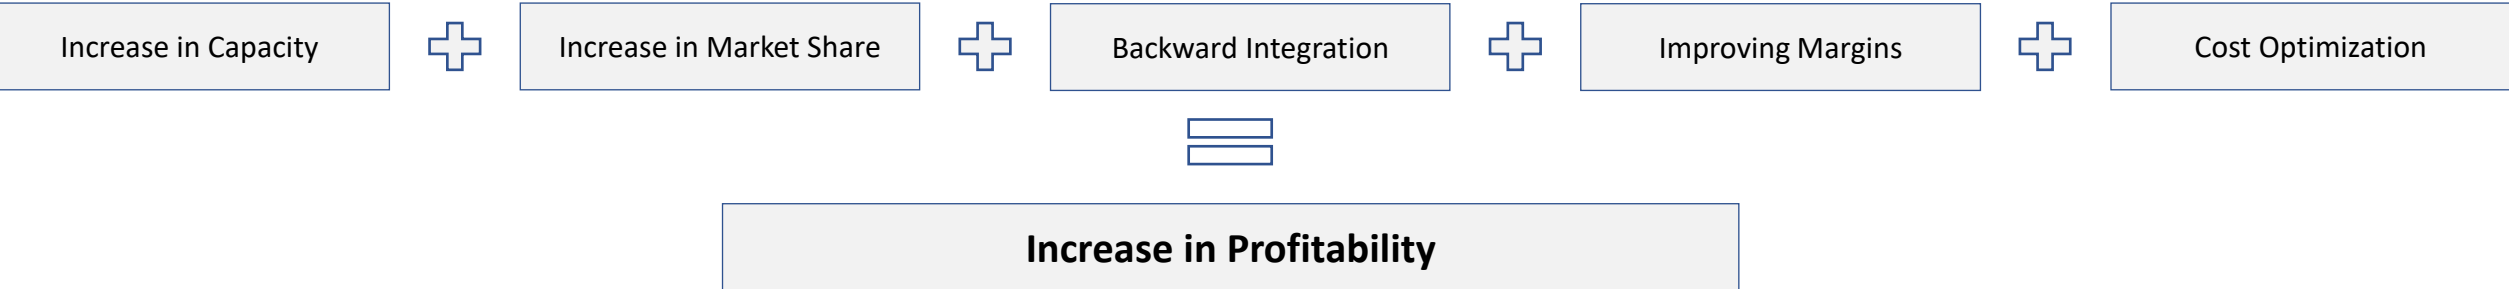 Increase in Capacity
Increase in Market Share
Backward Integration
Improving Margins
Cost Optimization
Increase in Profitability